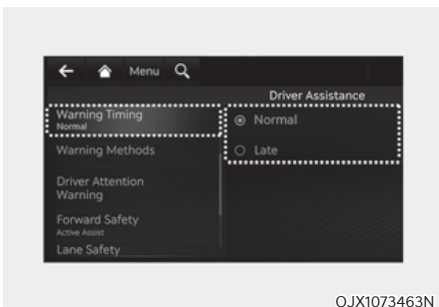 Menu
Driver Assistance
Warning Timing
Normal
Warning Methods
Driver Attention
Warning
Forward Safety
Active Assist
Lane Safety
Normal
Late
OJX1073463N